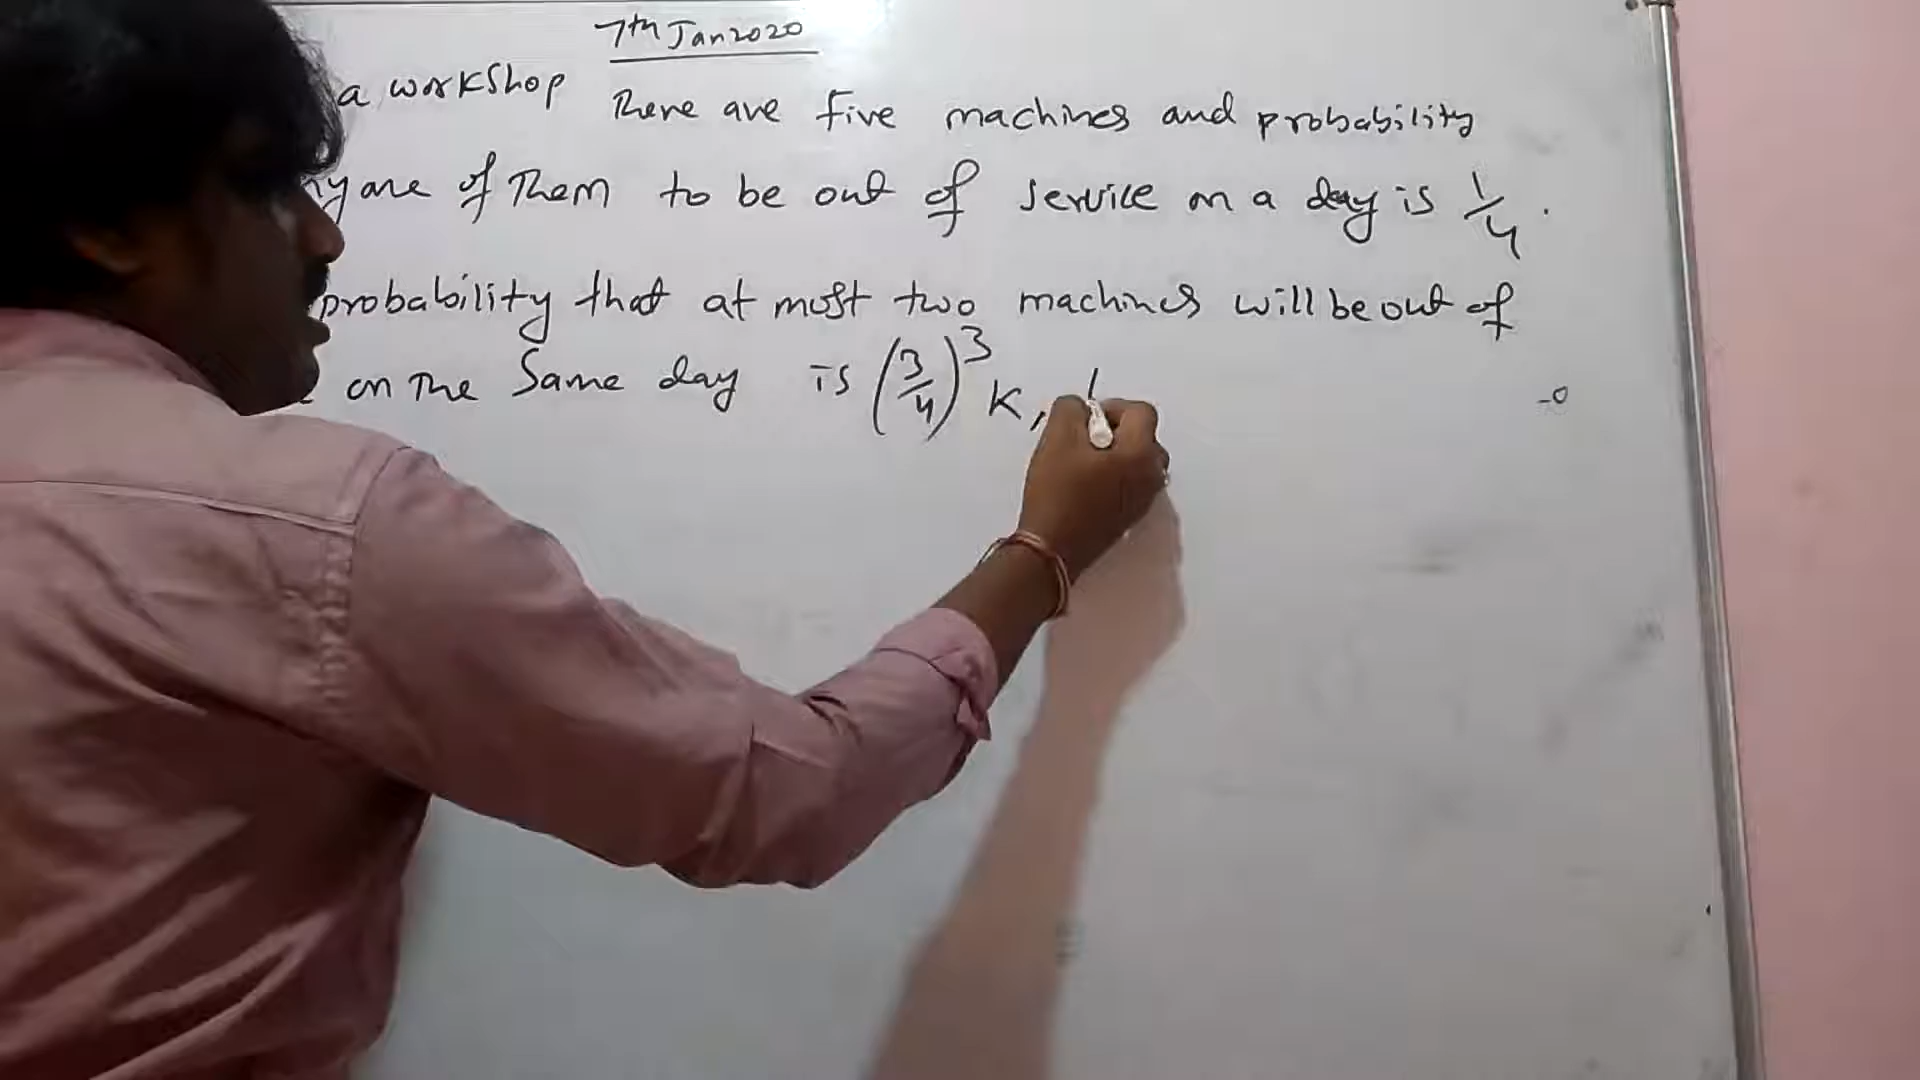 7th Jan 2020
a workshop There are five machines and probability
of Them to be out of service on a day is 1/4.
probability that at most two machines will be out of
on The Same day is (3/4)^3 K,